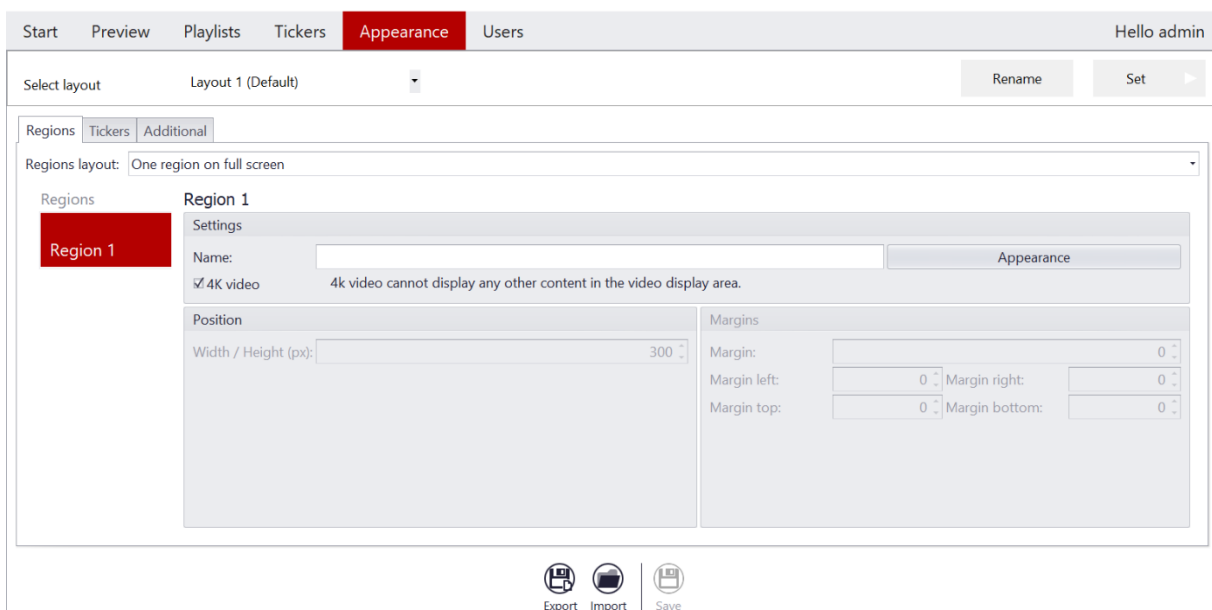 Start Preview Playlists Tickers Appearance Users Hello admin
Select layout Layout 1 (Default) Rename Set
Regions Tickers Additional
Regions layout: One region on full screen
Regions Region 1
Settings
Region 1
Name: Appearance
4K video 4k video cannot display any other content in the video display area.
Position Margins
Width / Height (px): 300 Margin: 0
Margin left: 0 Margin right: 0
Margin top: 0 Margin bottom: 0
Export Import Save